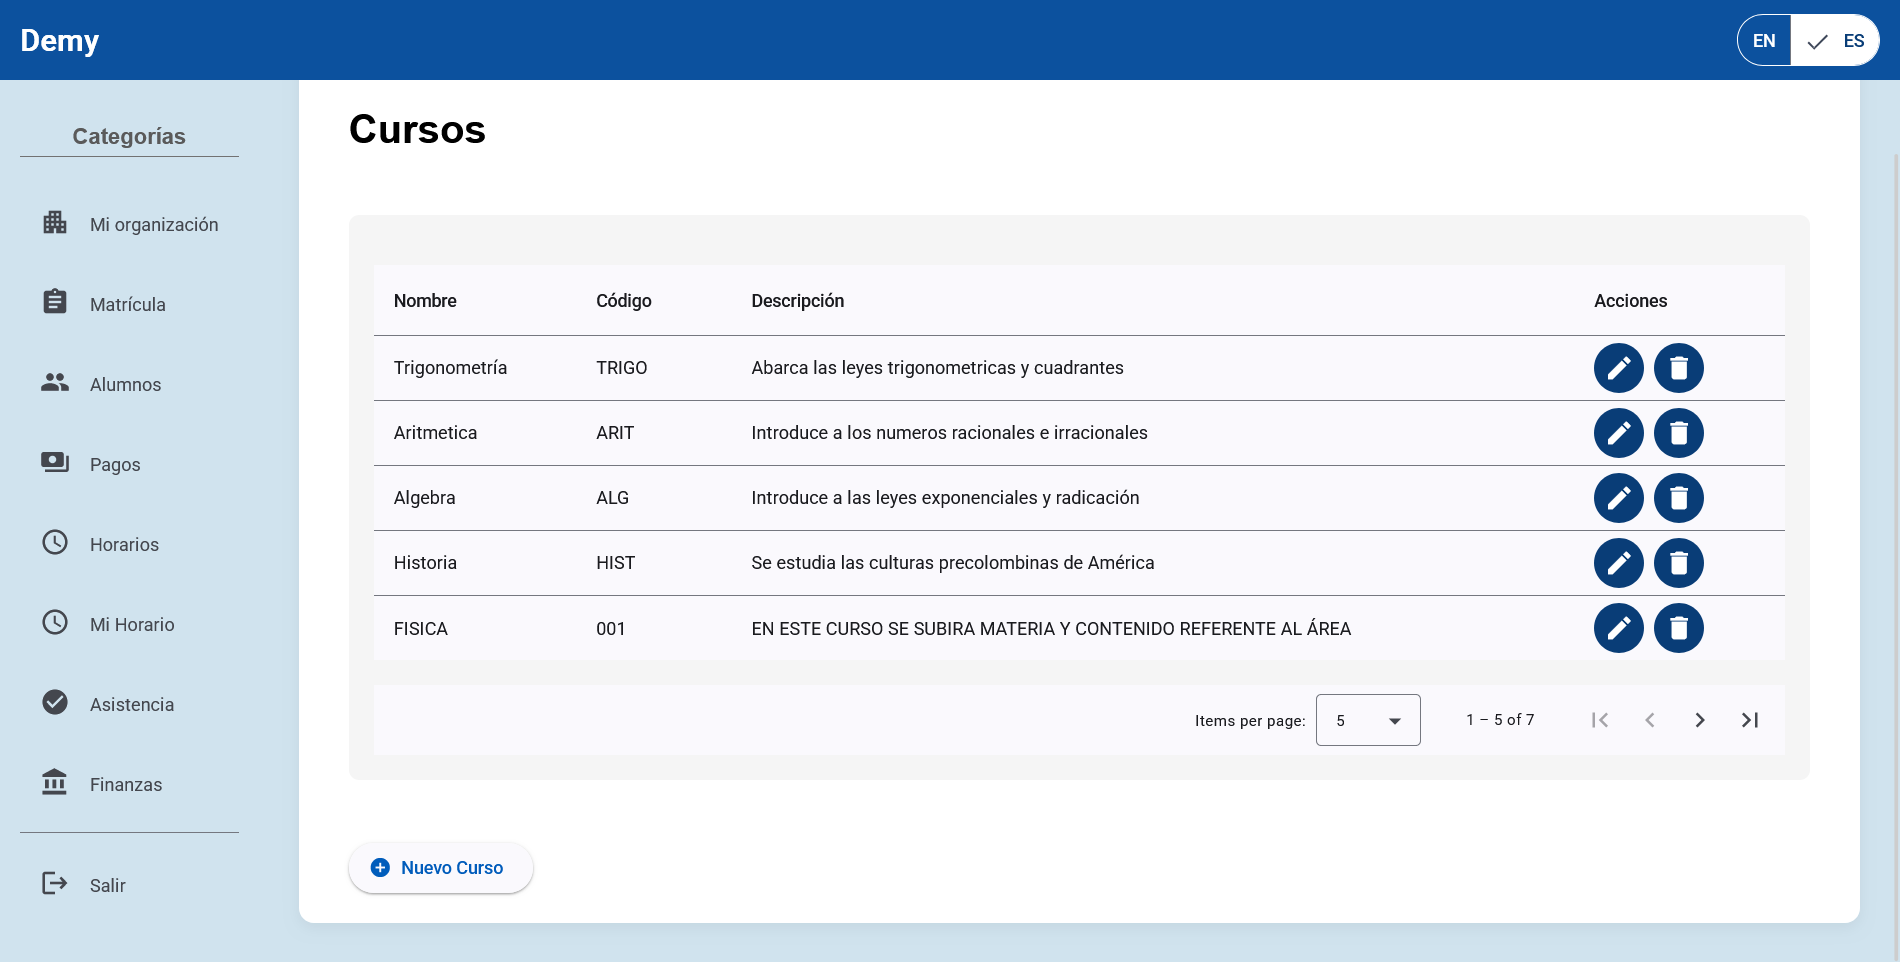 Demy
EN ES
Categorías
Mi organización
Matrícula
Alumnos
Pagos
Horarios
Mi Horario
Asistencia
Finanzas
Salir
Cursos
Nombre Código Descripción Acciones
Trigonometría TRIGO Abarca las leyes trigonometricas y cuadrantes
Aritmetica ARIT Introduce a los numeros racionales e irracionales
Algebra ALG Introduce a las leyes exponenciales y radicación
Historia HIST Se estudia las culturas precolombinas de América
FISICA 001 EN ESTE CURSO SE SUBIRA MATERIA Y CONTENIDO REFERENTE AL ÁREA
Items per page: 5 1 – 5 of 7
Nuevo Curso